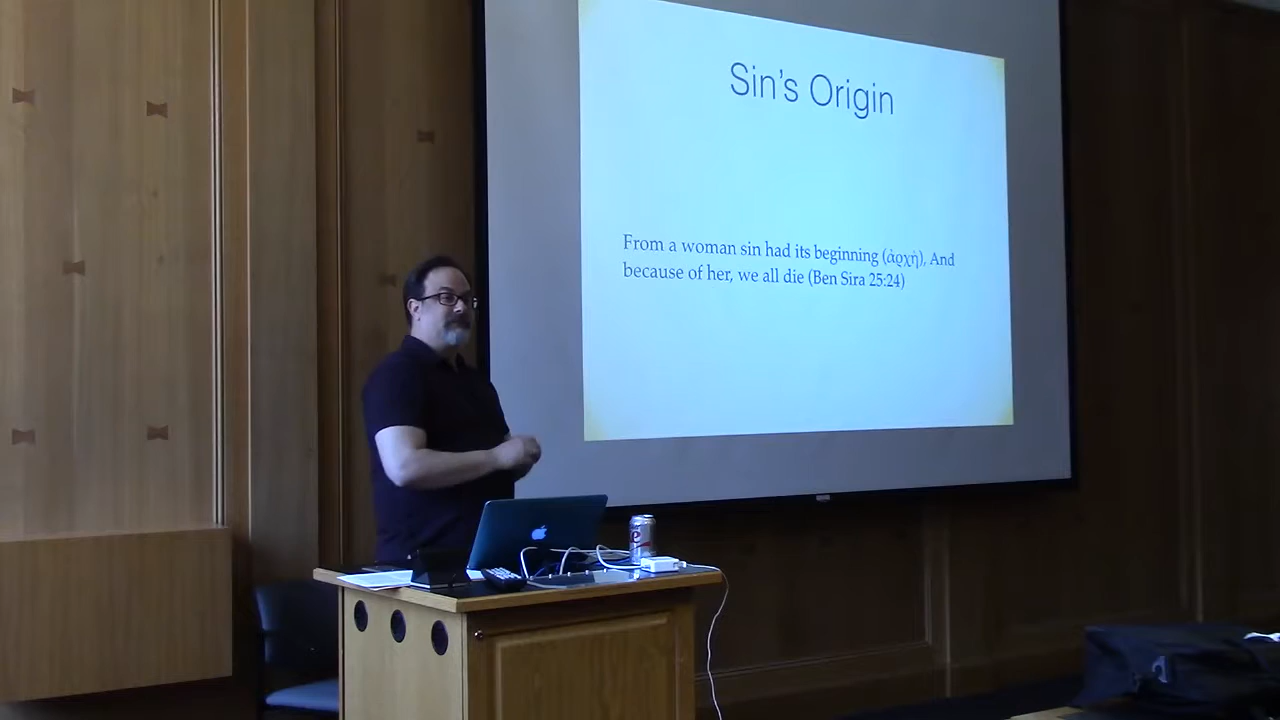 Sin's Origin
From a woman sin had its beginning (ἀρχὴ), And
because of her, we all die (Ben Sira 25:24)